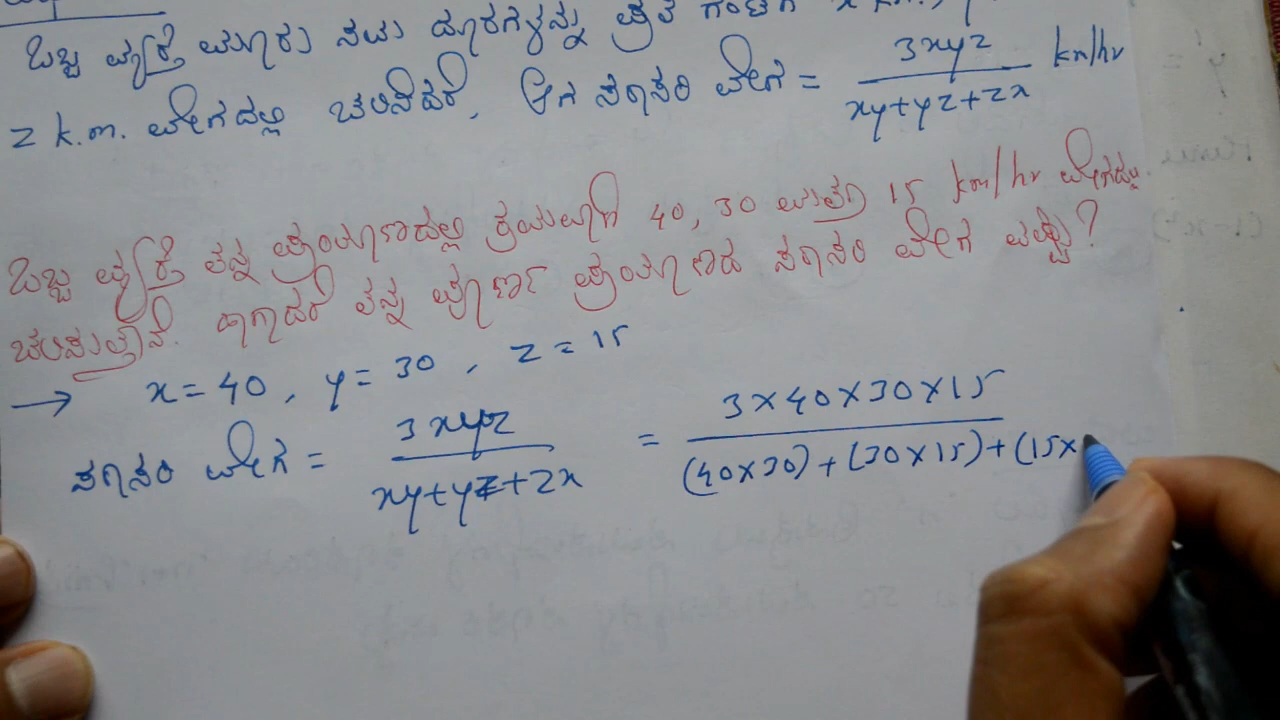 ಒಬ್ಬ ವ್ಯಕ್ತಿ ಮೂರು ಸಮ ದೂರಗಳನ್ನು ಪ್ರತಿ ಗಂಟೆಗೆ x km.,
z k.m. ವೇಗದಲ್ಲಿ ಚಲಿಸಿದರೆ, ಆಗ ಸರಾಸರಿ ವೇಗ = 3xyz / xy+yz+zx km/hr
ಒಬ್ಬ ವ್ಯಕ್ತಿ ತನ್ನ ಪ್ರಯಾಣದಲ್ಲಿ ಕ್ರಮವಾಗಿ 40, 30 ಮತ್ತು 15 km/hr ವೇಗದಲ್ಲಿ
ಚಲಿಸುತ್ತಾನೆ. ಹಾಗಾದರೆ ತನ್ನ ಪೂರ್ಣ ಪ್ರಯಾಣದ ಸರಾಸರಿ ವೇಗ ಎಷ್ಟು?
→ x = 40, y = 30, z = 15
ಸರಾಸರಿ ವೇಗ = 3xyz / xy+yz+zx = 3×40×30×15 / (40×30)+(30×15)+(15×